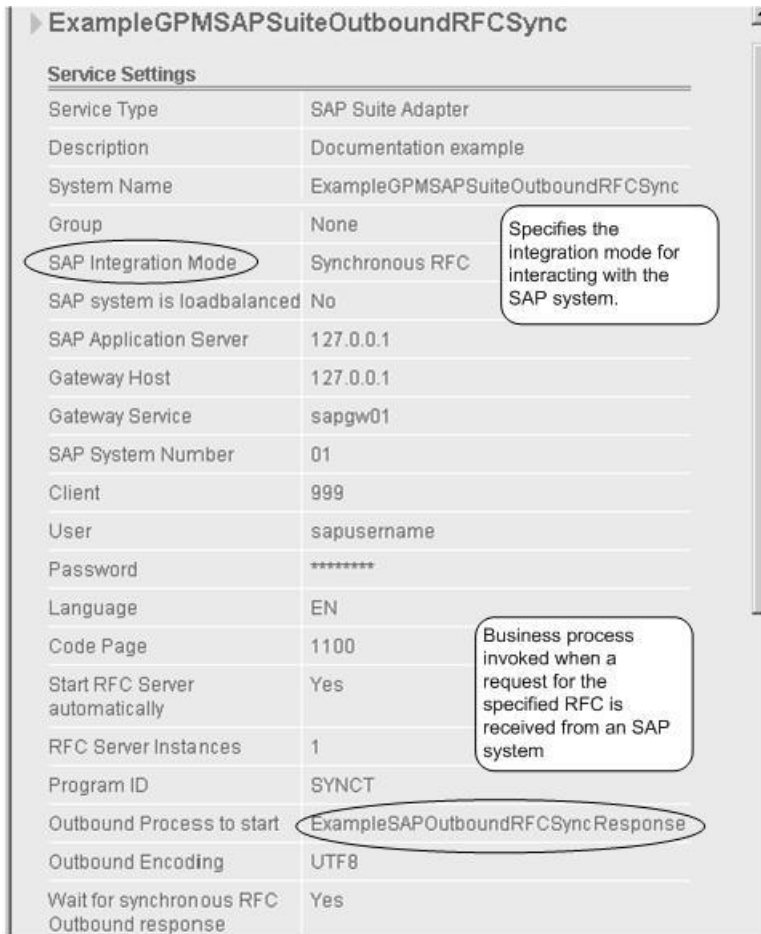 ExampleGPMSAPSuiteOutboundRFCSync
Service Settings
Service Type SAP Suite Adapter
Description Documentation example
System Name ExampleGPMSAPSuiteOutboundRFCSync
Group None
SAP Integration Mode Synchronous RFC
Specifies the
integration mode for
interacting with the
SAP system.
SAP system is loadbalanced No
SAP Application Server 127.0.0.1
Gateway Host 127.0.0.1
Gateway Service sapgw01
SAP System Number 01
Client 999
User sapusername
Password ********
Language EN
Code Page 1100
Business process
invoked when a
request for the
specified RFC is
received from an SAP
system
Start RFC Server
automatically
Yes
RFC Server Instances 1
Program ID SYNCT
Outbound Process to start ExampleSAPOutboundRFCSyncResponse
Outbound Encoding UTF8
Wait for synchronous RFC
Outbound response
Yes